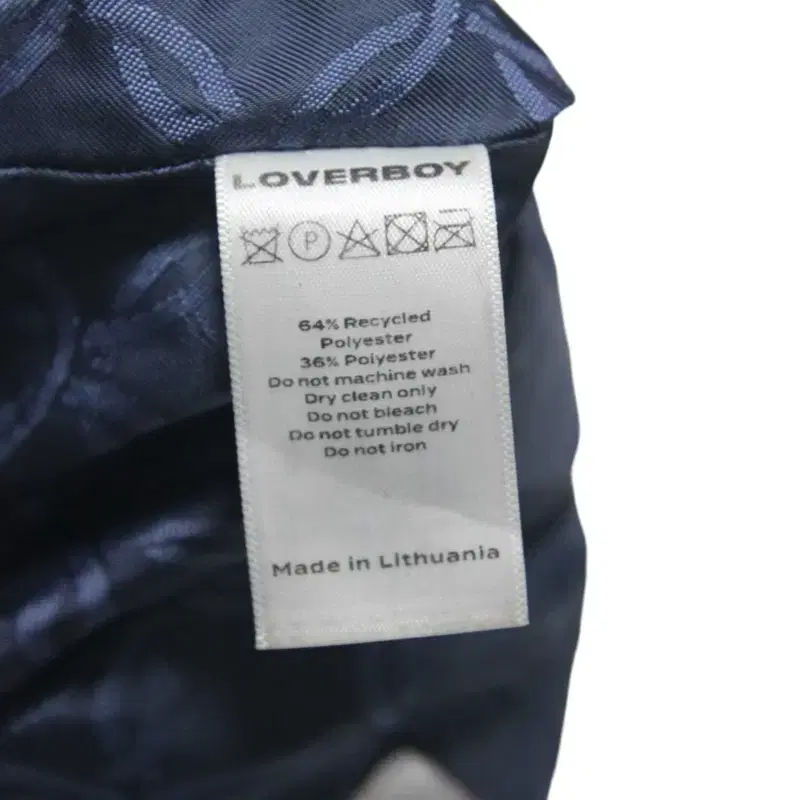 LOVERBOY
P
64% Recycled
Polyester
36% Polyester
Do not machine wash
Dry clean only
Do not bleach
Do not tumble dry
Do not iron
Made in Lithuania